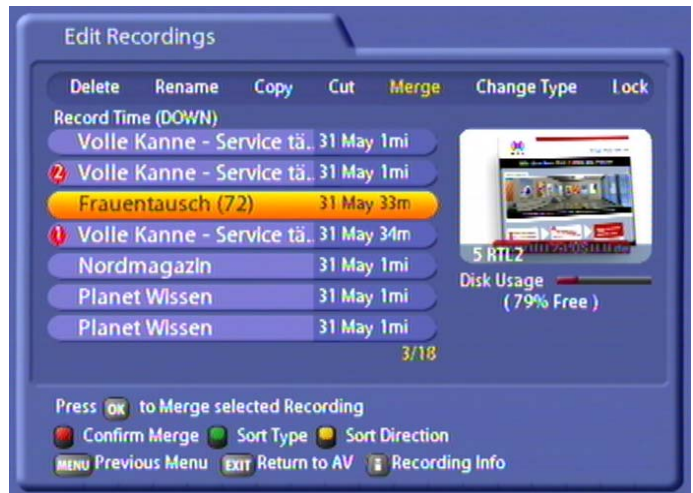 Edit Recordings
Delete Rename Copy Cut Merge Change Type Lock
Record Time (DOWN)
Volle Kanne - Service tä.. 31 May 1mi
2 Volle Kanne - Service tä.. 31 May 1mi
Frauentausch (72) 31 May 33m
1 Volle Kanne - Service tä.. 31 May 34m
Nordmagazin 31 May 1mi
Planet Wissen 31 May 1mi
Planet Wissen 31 May 1mi
3/18
5 RTL2
Disk Usage
( 79% Free )
Press OK to Merge selected Recording
Confirm Merge Sort Type Sort Direction
MENU Previous Menu EXIT Return to AV i Recording Info